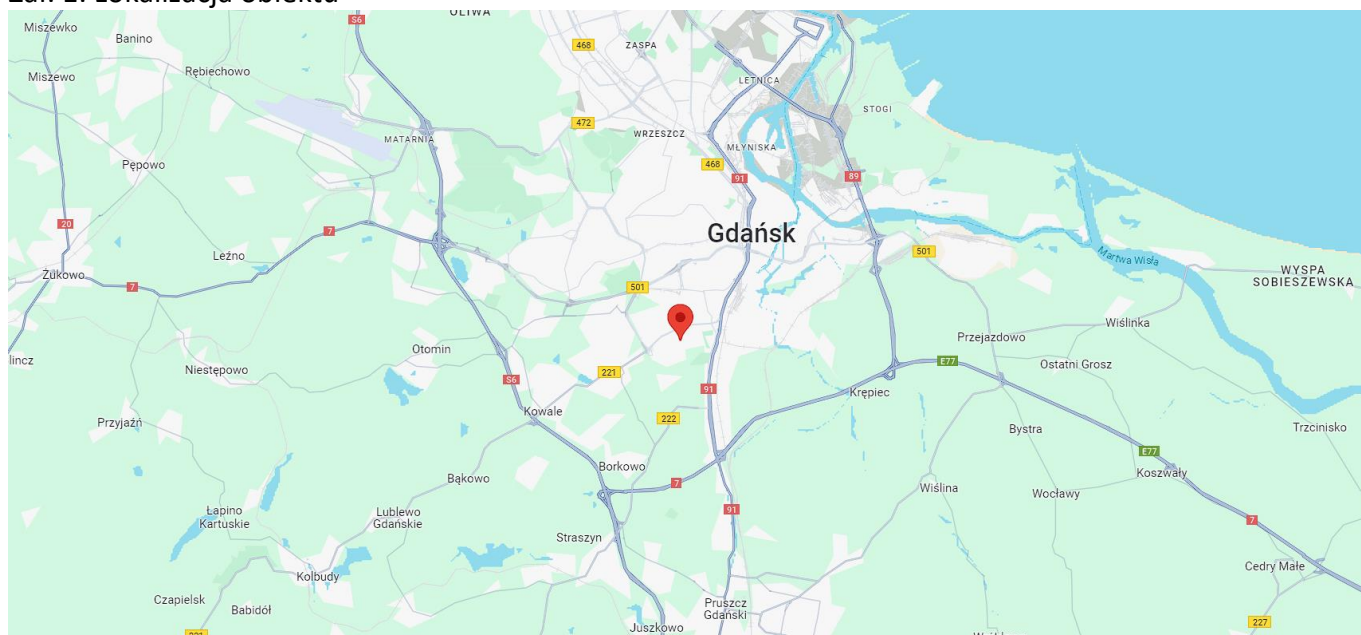 OLIWA
Miszewko
Banino
S6
468
ZASPA
Rębiechowo
Miszewo
LETNICA
STOGI
472
WRZESZCZ
MATARNIA
MŁYNISKA
Pępowo
468
91
89
20
7
Gdańsk
Leźno
501
Martwa Wisła
Żukowo
WYSPA
SOBIESZEWSKA
7
501
Wiślinka
Przejazdowo
Otomin
lincz
E77
Ostatni Grosz
Niestępowo
221
S6
91
Krępiec
Kowale
222
Przyjaźń
Bystra
Trzcinisko
E77
Borkowo
Koszwały
Bąkowo
7
Wiślina
Wocławy
Łapino
Kartuskie
Lublewo
Gdańskie
91
7
Straszyn
Cedry Małe
Kolbudy
Czapielsk
Babidół
Pruszcz
Gdański
Juszkowo
227